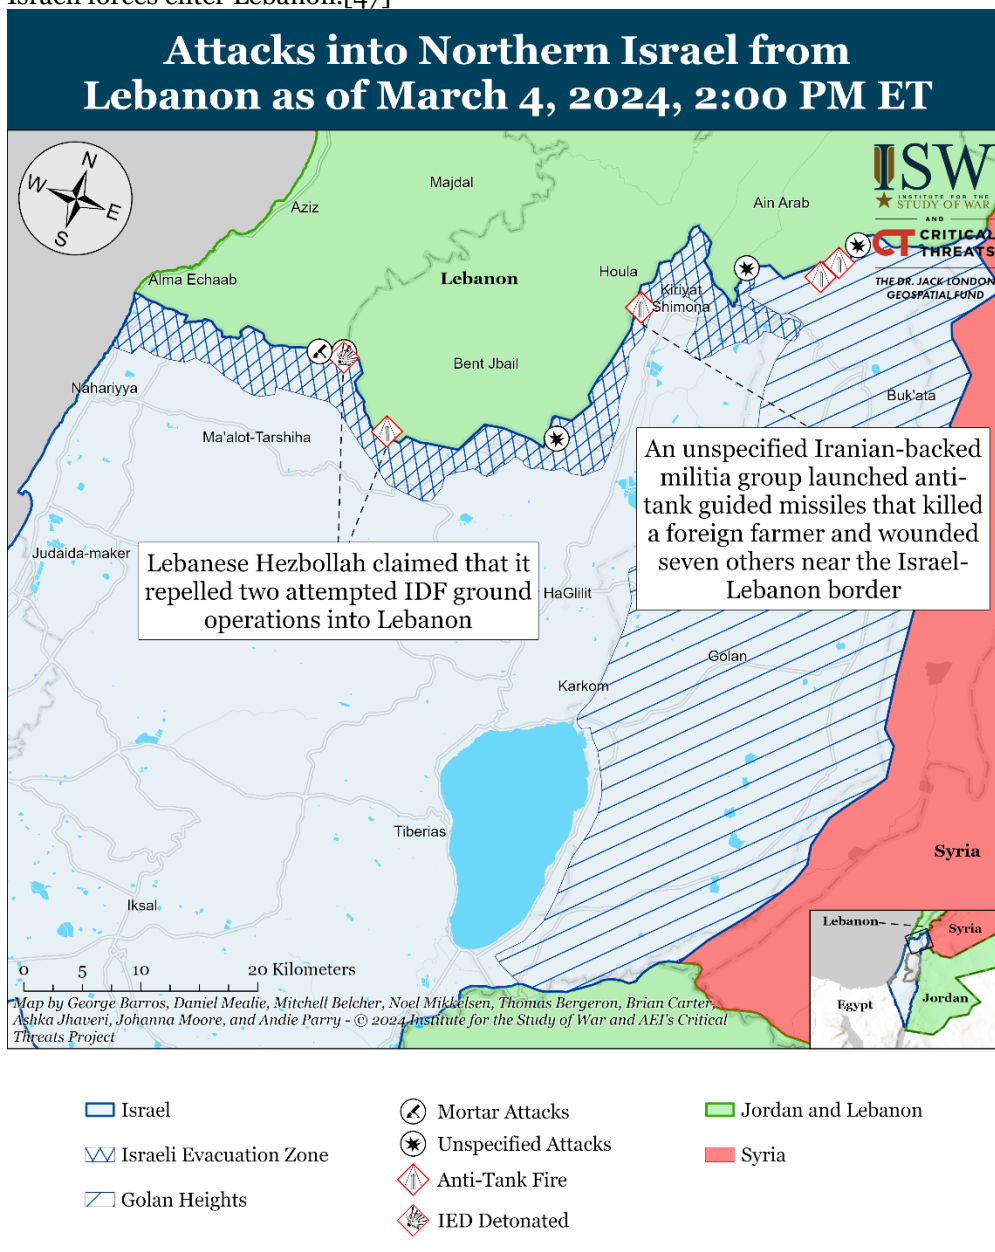 Israeli forces enter Lebanon.[47]
Attacks into Northern Israel from
Lebanon as of March 4, 2024, 2:00 PM ET
N
W
E
S
Majdal
Aziz
Ain Arab
ISW
INSTITUTE FOR THE
STUDY OF WAR
AND
CT CRITICAL
THREATS
THE DR. JACK LONDON
GEOSPATIAL FUND
Alma Echaab
Lebanon
Houla
Kiriyat
Shimona
Bent Jbail
Nahariyya
Buk'ata
Ma'alot-Tarshiha
An unspecified Iranian-backed
militia group launched anti-
tank guided missiles that killed
a foreign farmer and wounded
seven others near the Israel-
Lebanon border
Judaida-maker
Lebanese Hezbollah claimed that it
repelled two attempted IDF ground
operations into Lebanon
HaGlilit
Golan
Karkom
Tiberias
Syria
Iksal
Lebanon
Syria
Egypt
Jordan
0 5 10 20 Kilometers
Map by George Barros, Daniel Mealie, Mitchell Belcher, Noel Mikkelsen, Thomas Bergeron, Brian Carter,
Ashka Jhaveri, Johanna Moore, and Andie Parry - © 2024 Institute for the Study of War and AEI's Critical
Threats Project
Israel
Israeli Evacuation Zone
Golan Heights
Mortar Attacks
Unspecified Attacks
Anti-Tank Fire
IED Detonated
Jordan and Lebanon
Syria